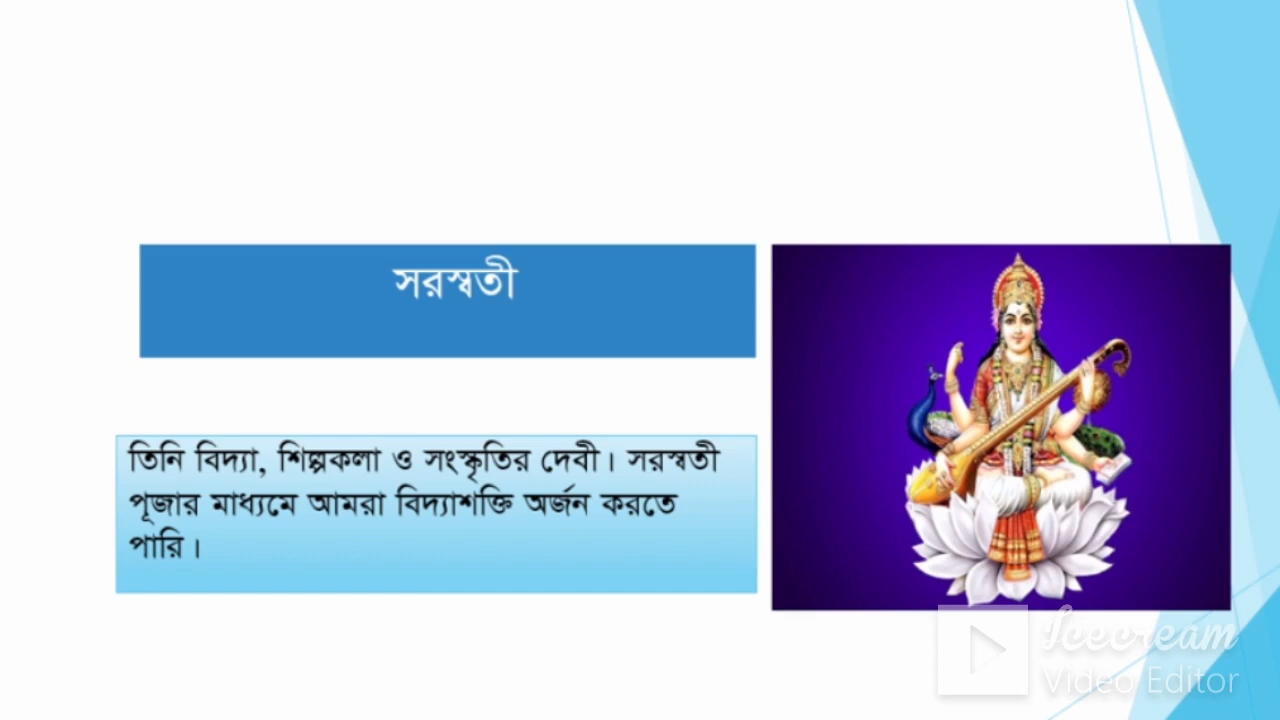 সরস্বতী
তিনি বিদ্যা, শিল্পকলা ও সংস্কৃতির দেবী। সরস্বতী
পূজার মাধ্যমে আমরা বিদ্যাশক্তি অর্জন করতে
পারি।
Icecream
Video Editor